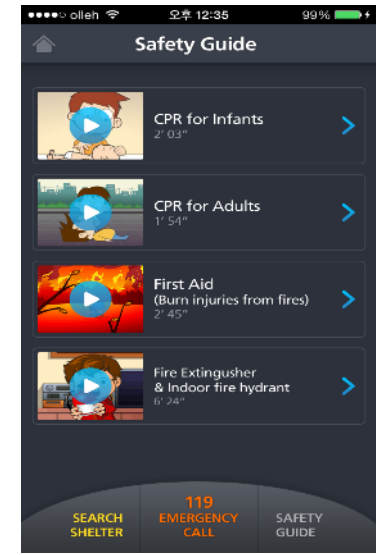 olleh 오후 12:35 99%
Safety Guide
CPR for Infants
2' 03"
CPR for Adults
1' 54"
First Aid
(Burn injuries from fires)
2' 45"
Fire Extingusher
& Indoor fire hydrant
6' 24"
SEARCH
SHELTER
119
EMERGENCY
CALL
SAFETY
GUIDE